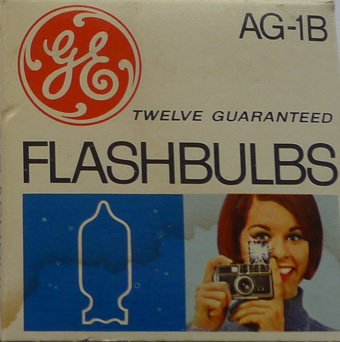 GE
AG-1B
TWELVE GUARANTEED
FLASHBULBS